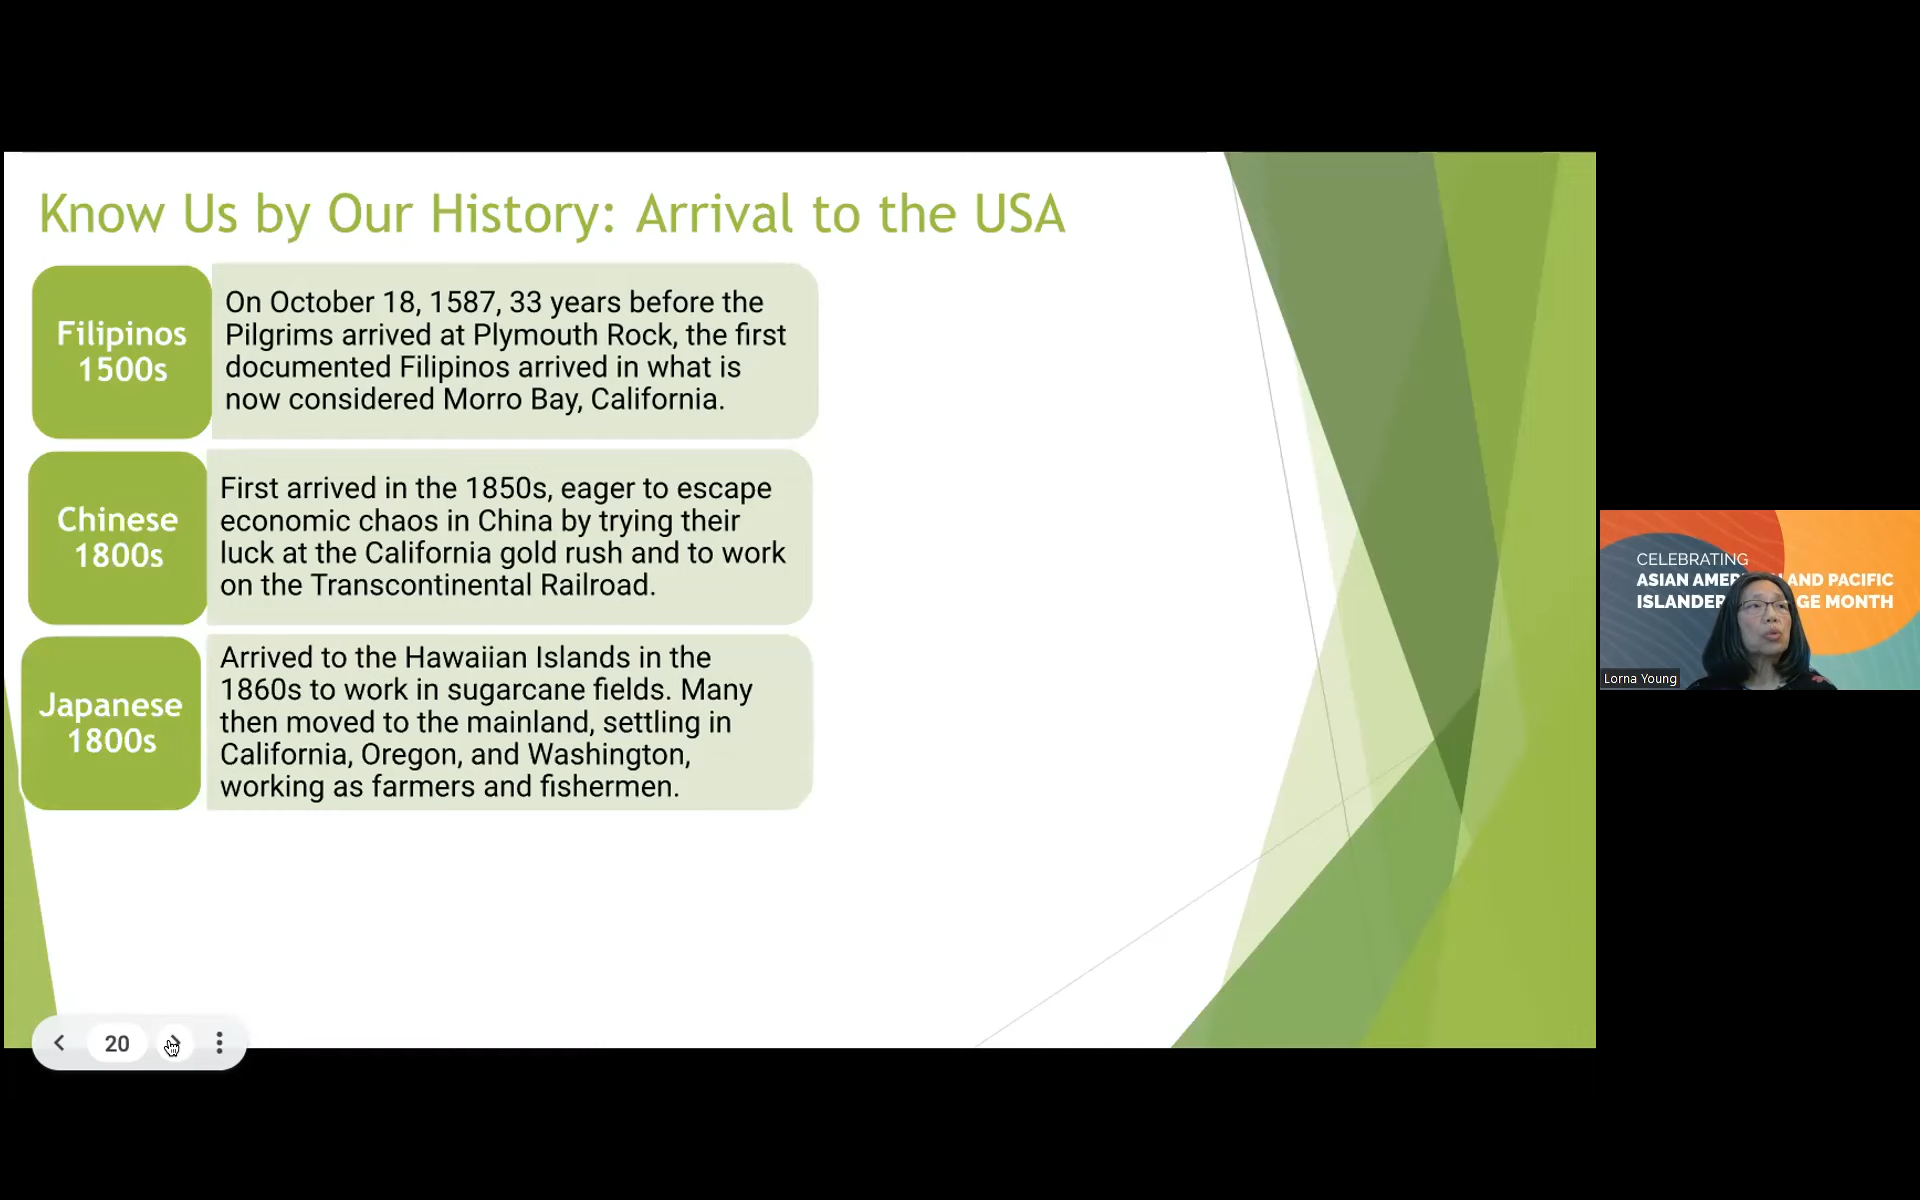 Know Us by Our History: Arrival to the USA
Filipinos
1500s
On October 18, 1587, 33 years before the
Pilgrims arrived at Plymouth Rock, the first
documented Filipinos arrived in what is
now considered Morro Bay, California.
Chinese
1800s
First arrived in the 1850s, eager to escape
economic chaos in China by trying their
luck at the California gold rush and to work
on the Transcontinental Railroad.
Japanese
1800s
Arrived to the Hawaiian Islands in the
1860s to work in sugarcane fields. Many
then moved to the mainland, settling in
California, Oregon, and Washington,
working as farmers and fishermen.
20
CELEBRATING
ASIAN AND PACIFIC
ISLANDER MONTH
Lorna Young